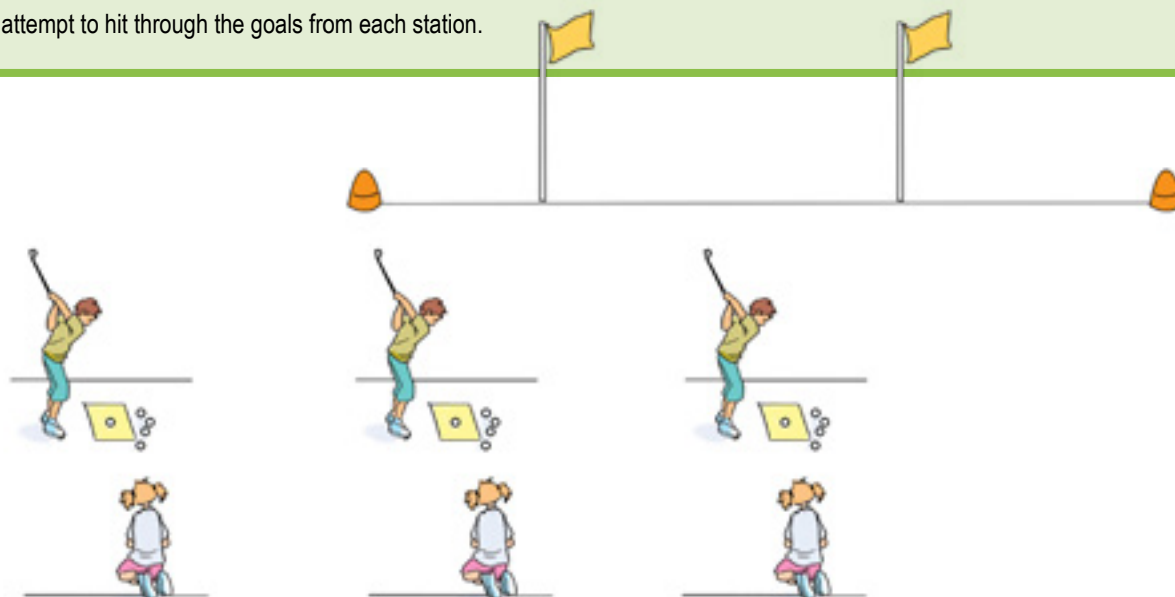 attempt to hit through the goals from each station.